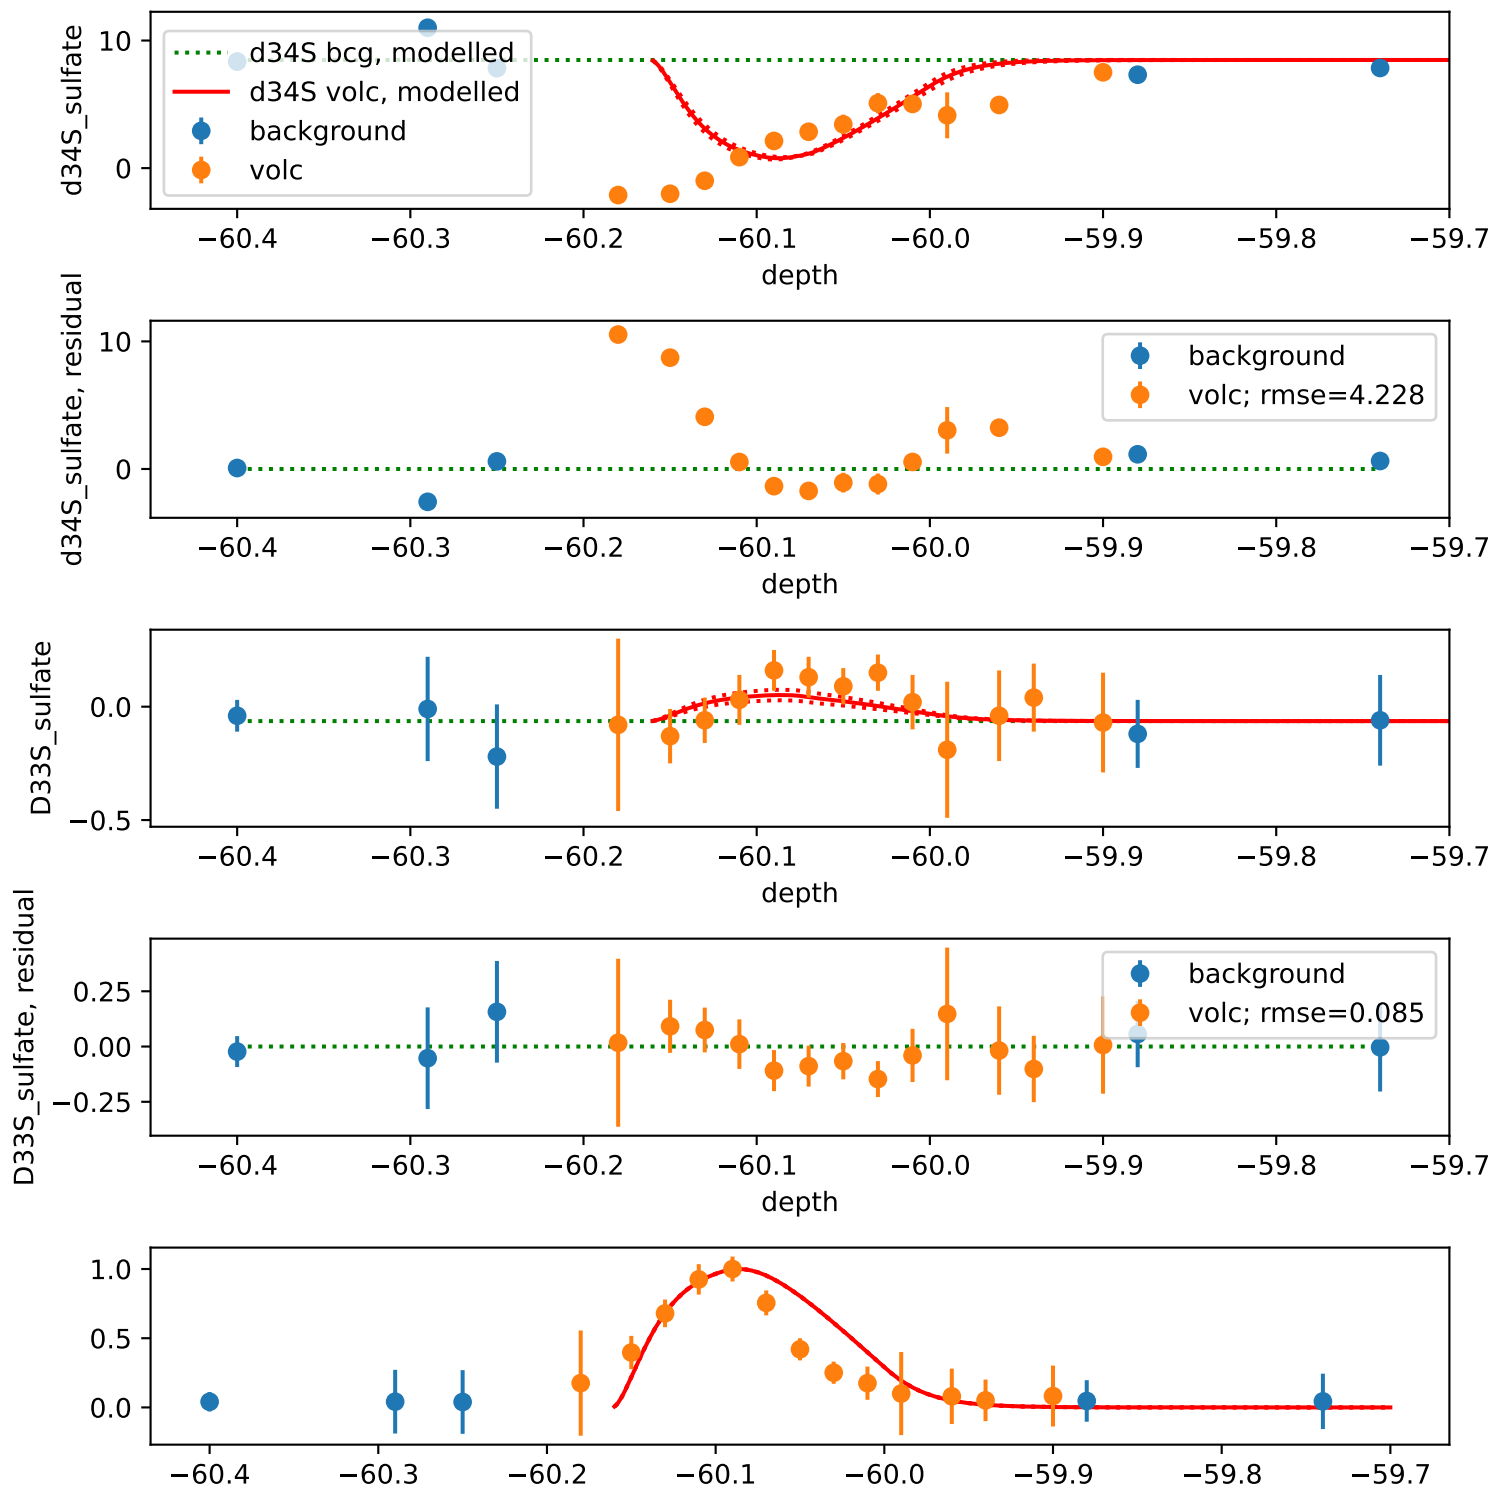 d34S_sulfate
10
0
d34S bcg, modelled
d34S volc, modelled
background
volc
−60.4 −60.3 −60.2 −60.1 −60.0 −59.9 −59.8 −59.7
depth
d34S_sulfate, residual
10
0
background
volc; rmse=4.228
−60.4 −60.3 −60.2 −60.1 −60.0 −59.9 −59.8 −59.7
depth
D33S_sulfate
0.0
−0.5
−60.4 −60.3 −60.2 −60.1 −60.0 −59.9 −59.8 −59.7
depth
D33S_sulfate, residual
0.25
0.00
−0.25
background
volc; rmse=0.085
−60.4 −60.3 −60.2 −60.1 −60.0 −59.9 −59.8 −59.7
depth
1.0
0.5
0.0
−60.4 −60.3 −60.2 −60.1 −60.0 −59.9 −59.8 −59.7